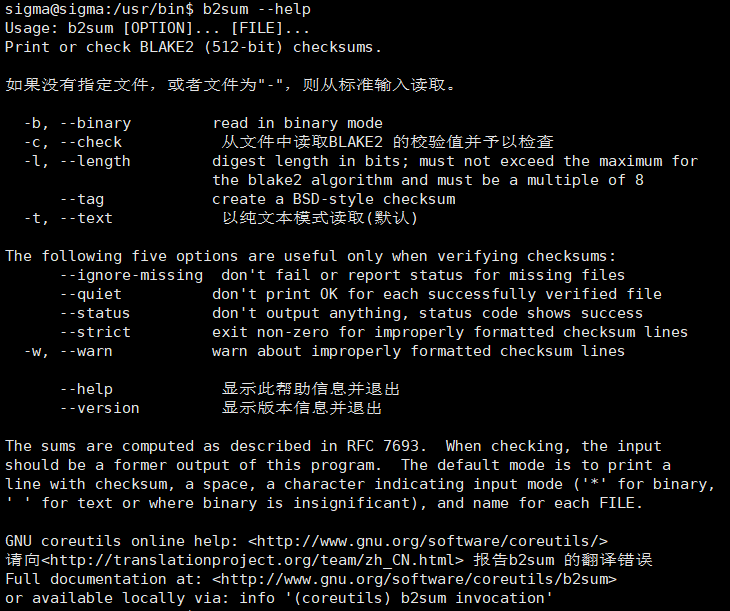 sigma@sigma:/usr/bin$ b2sum --help
Usage: b2sum [OPTION]... [FILE]...
Print or check BLAKE2 (512-bit) checksums.
如果没有指定文件，或者文件为"-"，则从标准输入读取。
-b, --binary         read in binary mode
-c, --check           从文件中读取BLAKE2 的校验值并予以检查
-l, --length         digest length in bits; must not exceed the maximum for
the blake2 algorithm and must be a multiple of 8
--tag            create a BSD-style checksum
-t, --text            以纯文本模式读取(默认)
The following five options are useful only when verifying checksums:
--ignore-missing  don't fail or report status for missing files
--quiet          don't print OK for each successfully verified file
--status         don't output anything, status code shows success
--strict         exit non-zero for improperly formatted checksum lines
-w, --warn           warn about improperly formatted checksum lines
--help            显示此帮助信息并退出
--version         显示版本信息并退出
The sums are computed as described in RFC 7693.  When checking, the input
should be a former output of this program.  The default mode is to print a
line with checksum, a space, a character indicating input mode ('*' for binary,
' ' for text or where binary is insignificant), and name for each FILE.
GNU coreutils online help: <http://www.gnu.org/software/coreutils/>
请向<http://translationproject.org/team/zh_CN.html> 报告b2sum 的翻译错误
Full documentation at: <http://www.gnu.org/software/coreutils/b2sum>
or available locally via: info '(coreutils) b2sum invocation'